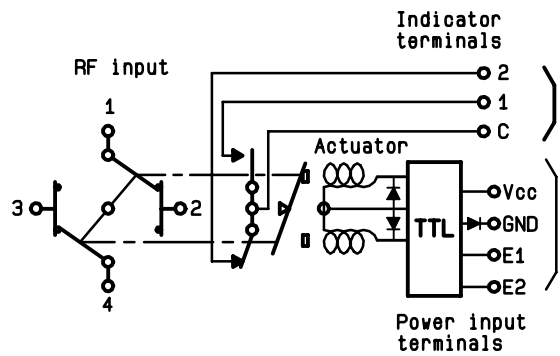 Indicator
terminals
RF input
2
1
1
C
Actuator
3
2
Vcc
TTL
GND
E1
4
E2
Power input
terminals